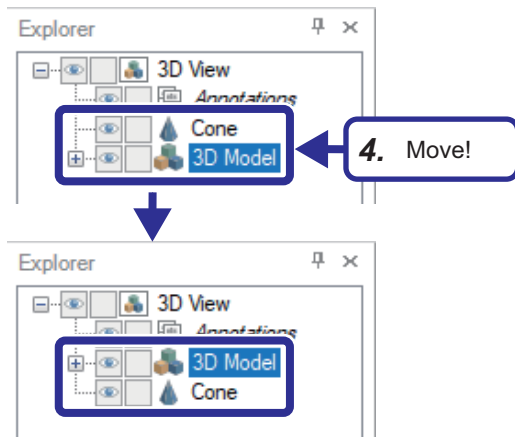 Explorer
3D View
Annotations
Cone
3D Model
4. Move!
Explorer
3D View
Annotations
3D Model
Cone